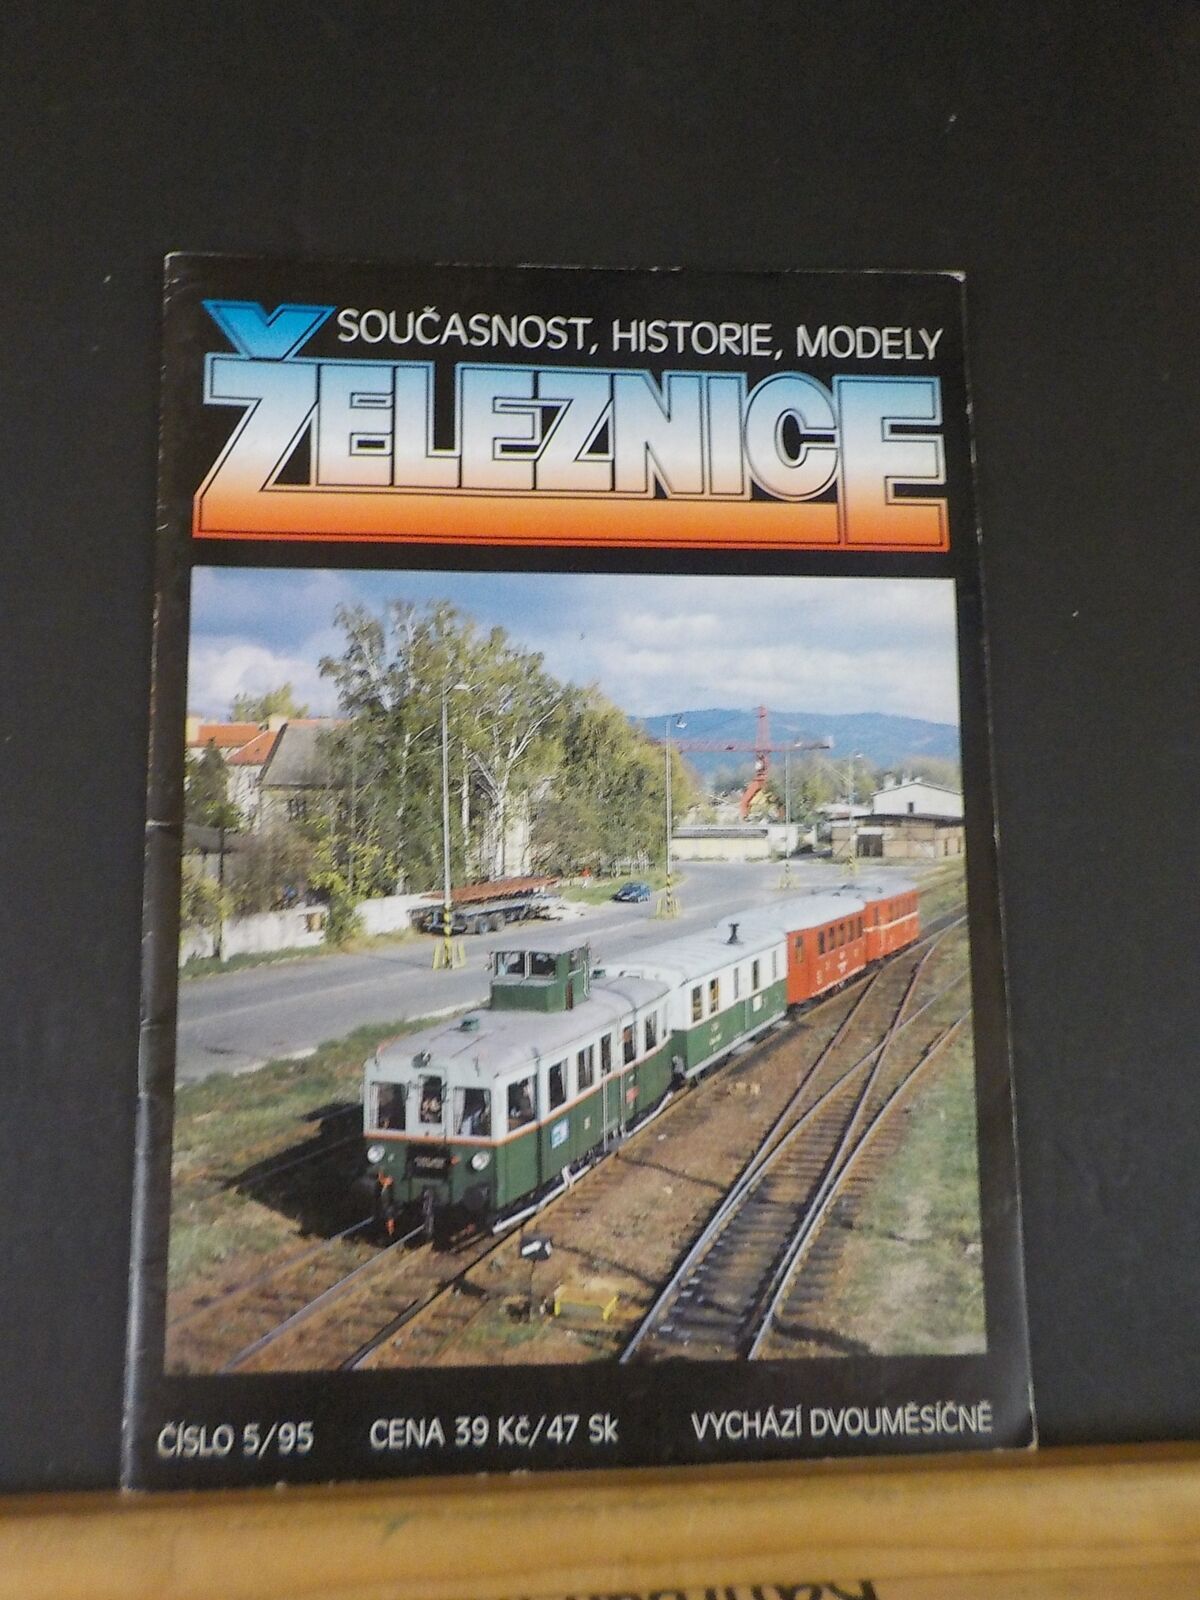 SOUČASNOST, HISTORIE, MODELY
ŽELEZNICE
ČÍSLO 5/95 CENA 39 Kč/47 Sk VYCHÁZÍ DVOUMĚSÍČNĚ